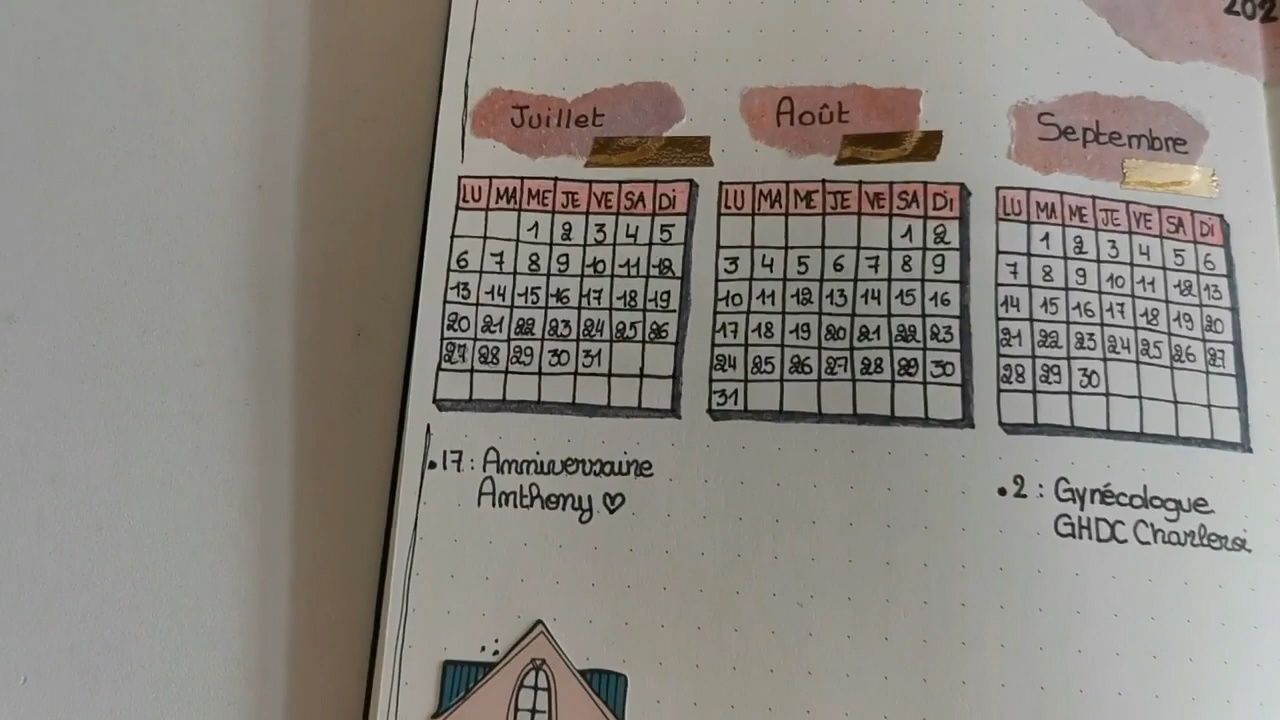 202
Juillet
Août
Septembre
LU MA ME JE VE SA Di
1 2 3 4 5
6 7 8 9 10 11 12
13 14 15 16 17 18 19
20 21 22 23 24 25 26
27 28 29 30 31
LU MA ME JE VE SA Di
1 2
3 4 5 6 7 8 9
10 11 12 13 14 15 16
17 18 19 20 21 22 23
24 25 26 27 28 29 30
31
LU MA ME JE VE SA Di
1 2 3 4 5 6
7 8 9 10 11 12 13
14 15 16 17 18 19 20
21 22 23 24 25 26 27
28 29 30
.17: Anniversaire
Anthony ♡
.2: Gynécologue
GHDC Charleroi